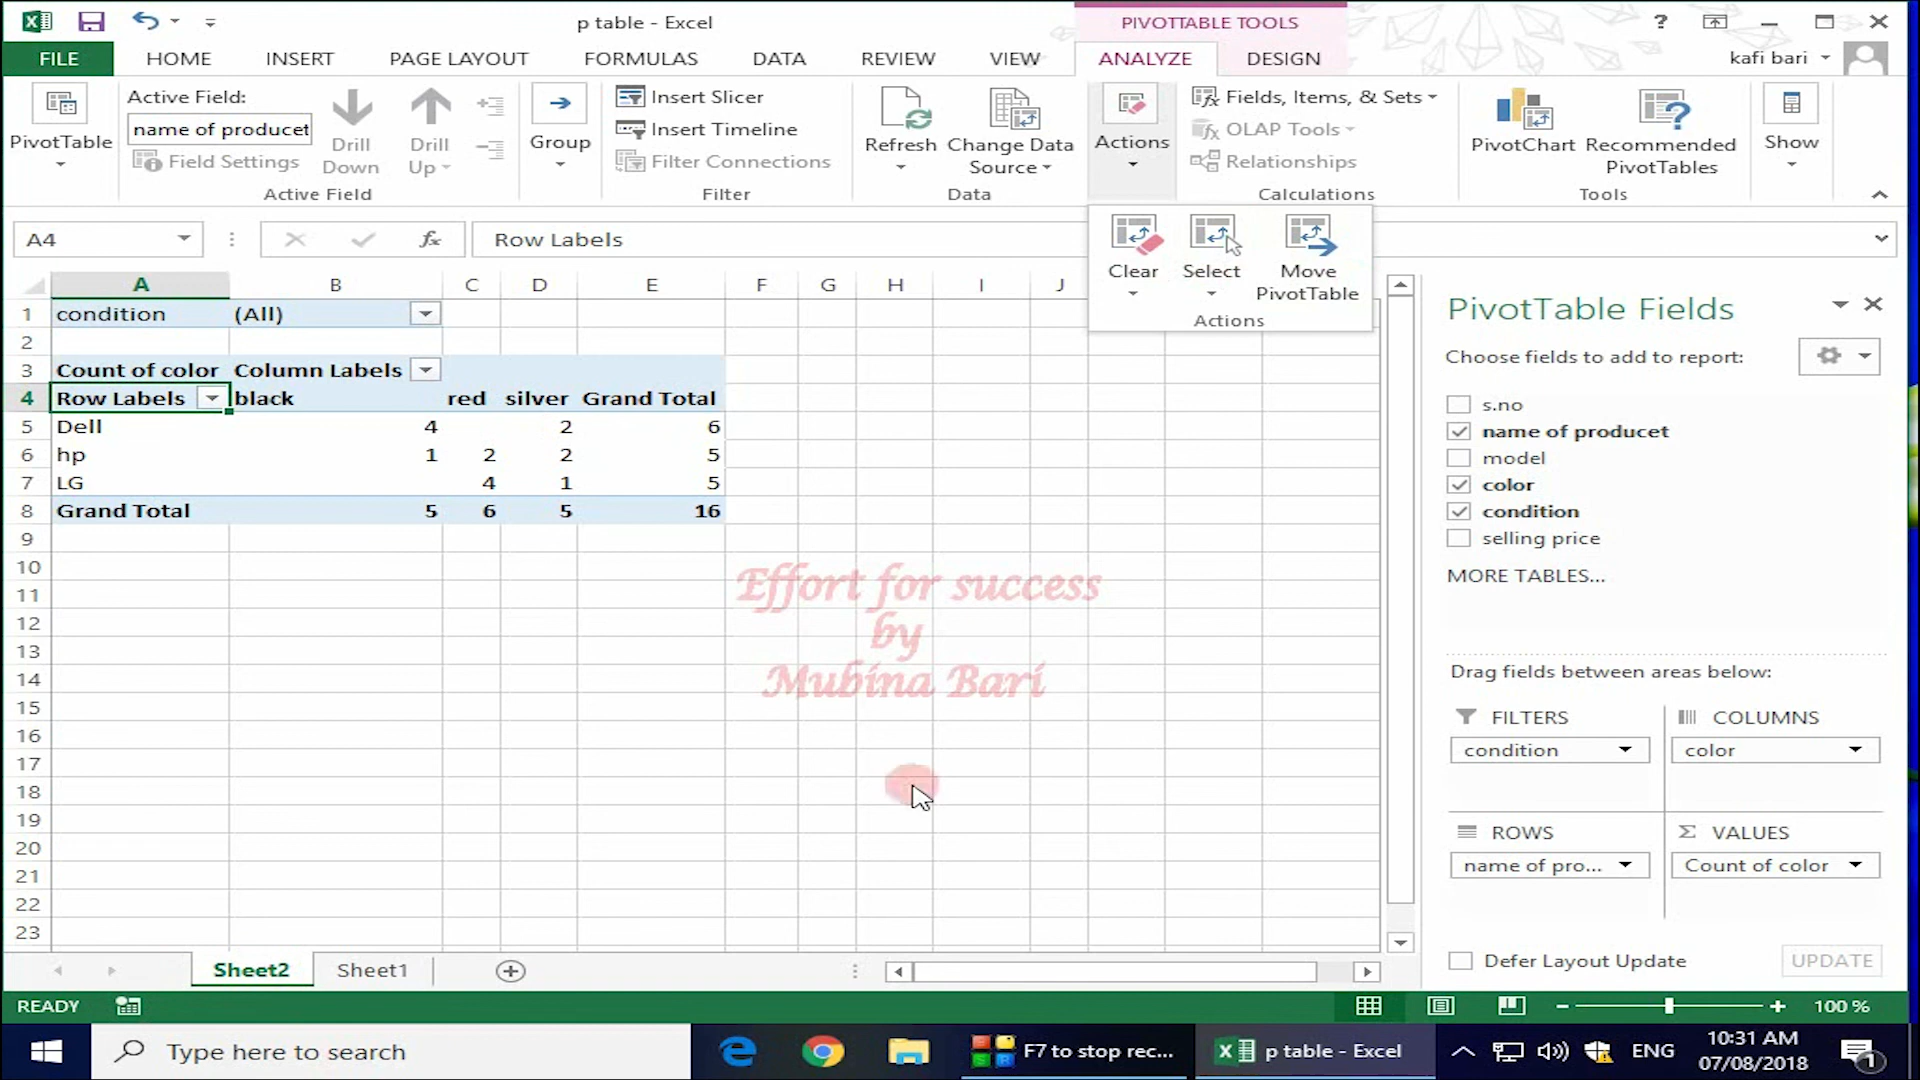 p table - Excel
PIVOTTABLE TOOLS
?
FILE HOME INSERT PAGE LAYOUT FORMULAS DATA REVIEW VIEW ANALYZE DESIGN
kafi bari
PivotTable
Active Field:
name of producet
Field Settings
Drill
Down
Drill
Up
Active Field
Group
Insert Slicer
Insert Timeline
Filter Connections
Filter
Refresh
Change Data
Source
Data
Actions
Fields, Items, & Sets
OLAP Tools
Relationships
Calculations
PivotChart
Recommended
PivotTables
Tools
Show
Clear
Select
Move
PivotTable
Actions
A4
fx
Row Labels
A B C D E F G H I J
1 condition (All)
2
3 Count of color Column Labels
4 Row Labels black red silver Grand Total
5 Dell 4 2 6
6 hp 1 2 2 5
7 LG 4 1 5
8 Grand Total 5 6 5 16
9
10
11
12
13
14
15
16
17
18
19
20
21
22
23
Effort for success
by
Mubina Bari
PivotTable Fields
Choose fields to add to report:
s.no
name of producet
model
color
condition
selling price
MORE TABLES...
Drag fields between areas below:
FILTERS
condition
COLUMNS
color
ROWS
name of pro...
Σ VALUES
Count of color
Defer Layout Update
UPDATE
Sheet2 Sheet1
READY
100 %
Type here to search
F7 to stop rec...
p table - Excel
ENG
10:31 AM
07/08/2018
1